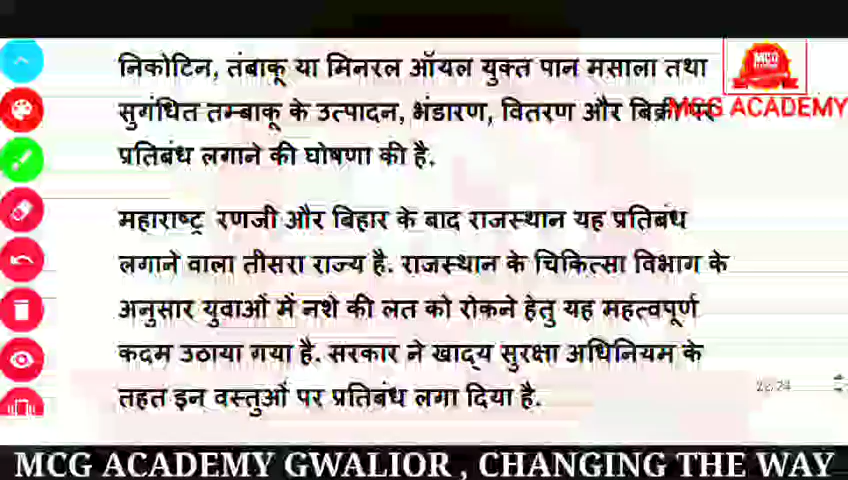 निकोटिन, तंबाकू या मिनरल ऑयल युक्त पान मसाला तथा
सुगंधित तम्बाकू के उत्पादन, भंडारण, वितरण और बिक्री पर
प्रतिबंध लगाने की घोषणा की है.
MCG
MCG ACADEMY
महाराष्ट्र रणजी और बिहार के बाद राजस्थान यह प्रतिबंध
लगाने वाला तीसरा राज्य है. राजस्थान के चिकित्सा विभाग के
अनुसार युवाओं में नशे की लत को रोकने हेतु यह महत्वपूर्ण
कदम उठाया गया है. सरकार ने खाद्य सुरक्षा अधिनियम के
तहत इन वस्तुओं पर प्रतिबंध लगा दिया है.
MCG ACADEMY GWALIOR , CHANGING THE WAY